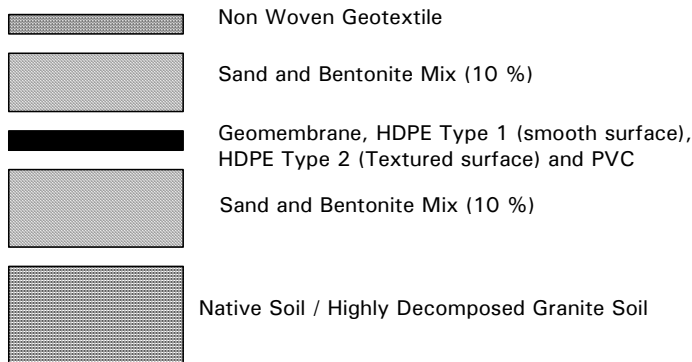 Non Woven Geotextile
Sand and Bentonite Mix (10 %)
Geomembrane, HDPE Type 1 (smooth surface),
HDPE Type 2 (Textured surface) and PVC
Sand and Bentonite Mix (10 %)
Native Soil / Highly Decomposed Granite Soil